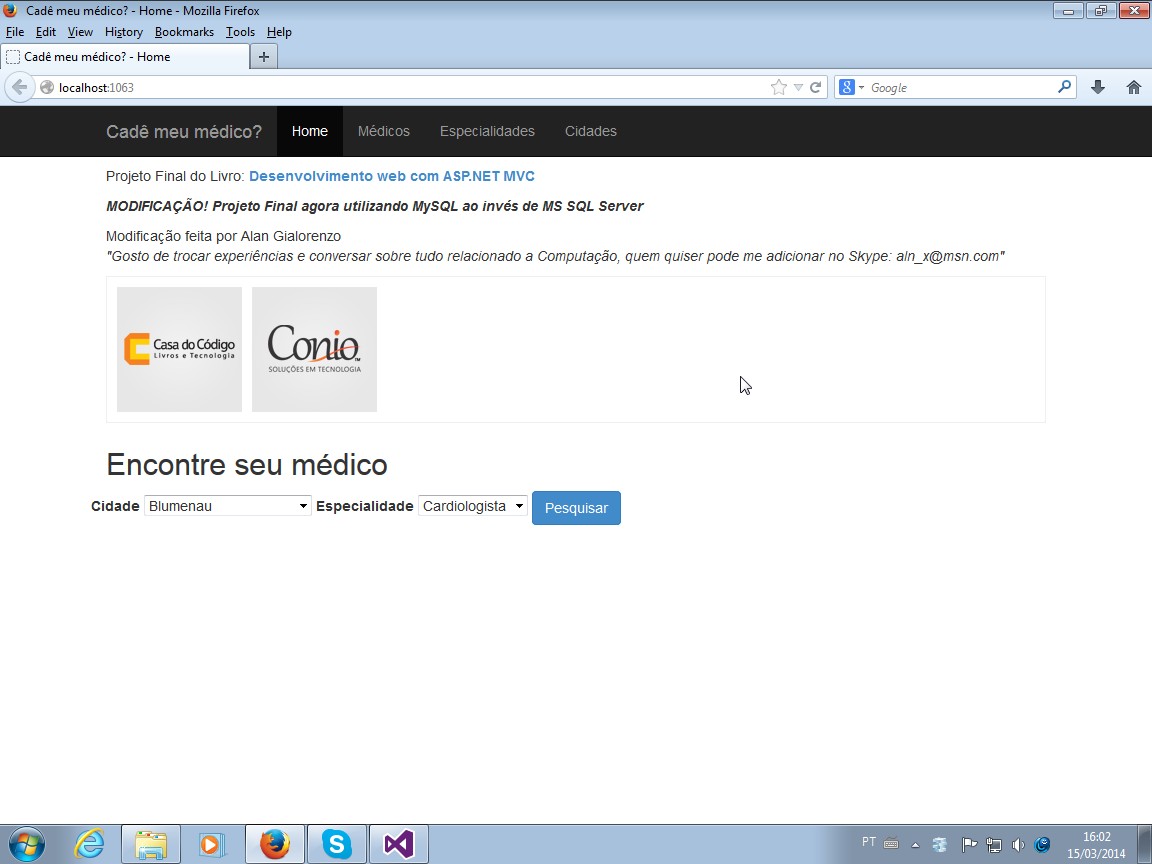 Cadê meu médico? - Home - Mozilla Firefox
File Edit View History Bookmarks Tools Help
Cadê meu médico? - Home
localhost:1063
Google
Cadê meu médico? Home Médicos Especialidades Cidades
Projeto Final do Livro: Desenvolvimento web com ASP.NET MVC
MODIFICAÇÃO! Projeto Final agora utilizando MySQL ao invés de MS SQL Server
Modificação feita por Alan Gialorenzo
"Gosto de trocar experiências e conversar sobre tudo relacionado a Computação, quem quiser pode me adicionar no Skype: aln_x@msn.com"
Casa do Código
Livros e Tecnologia
Conio™
SOLUÇÕES EM TECNOLOGIA
Encontre seu médico
Cidade Blumenau Especialidade Cardiologista Pesquisar
PT
16:02
15/03/2014